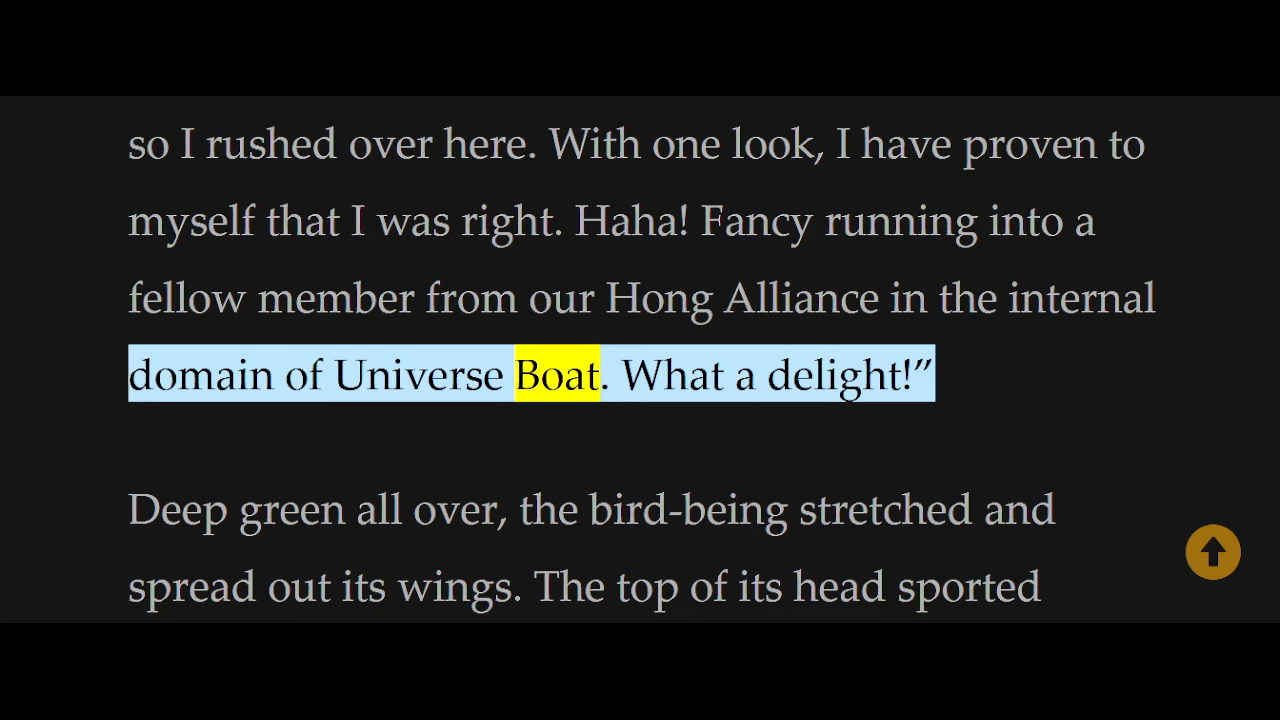 so I rushed over here. With one look, I have proven to
myself that I was right. Haha! Fancy running into a
fellow member from our Hong Alliance in the internal
domain of Universe Boat. What a delight!”
Deep green all over, the bird-being stretched and
spread out its wings. The top of its head sported